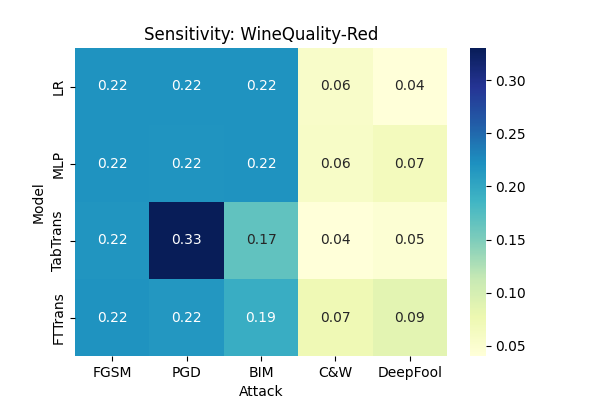 Sensitivity: WineQuality-Red
Model
LR 0.22 0.22 0.22 0.06 0.04
MLP 0.22 0.22 0.22 0.06 0.07
TabTrans 0.22 0.33 0.17 0.04 0.05
FTTrans 0.22 0.22 0.19 0.07 0.09
FGSM PGD BIM C&W DeepFool
Attack
0.30
0.25
0.20
0.15
0.10
0.05